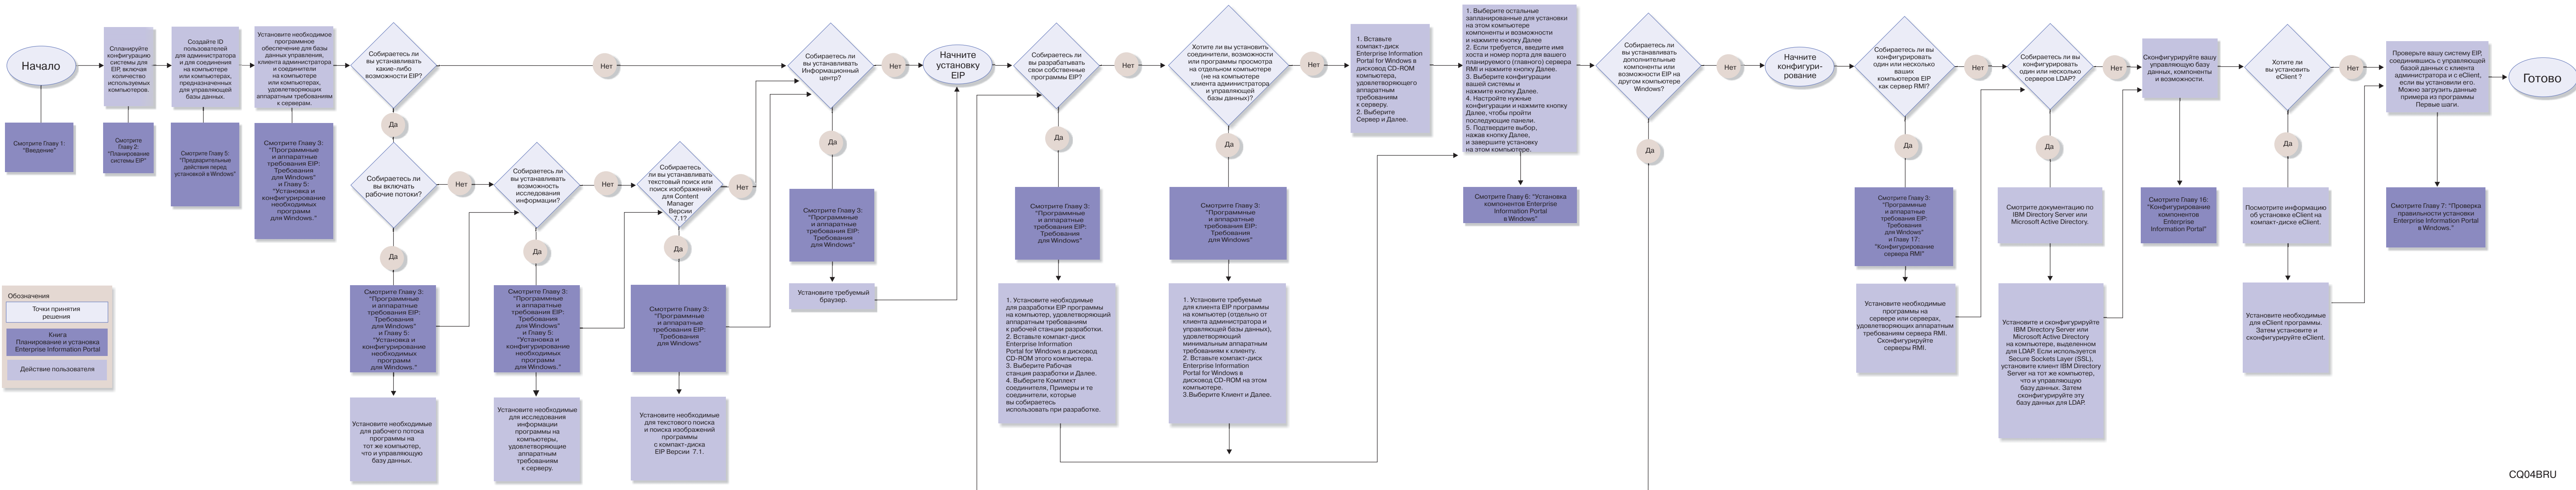 Начало
Смотрите Главу 1:
"Введение"
Спланируйте
конфигурацию
системы для
EIP, включая
количество
используемых
компьютеров.
Смотрите
Главу 2:
"Планирование
системы EIP"
Создайте ID
пользователей
для администратора
и для соединения
на компьютере
или компьютерах,
предназначенных
для управляющей
базы данных.
Смотрите Главу 5:
"Предварительные
действия перед
установкой в Windows"
Установите необходимое
программное
обеспечение для базы
данных управления,
клиента администратора
и соединители
на компьютере
или компьютерах,
удовлетворяющих
аппаратным требованиям
к серверам.
Смотрите Главу 3:
"Программные
и аппаратные
требования EIP:
Требования
для Windows"
и Главу 5:
"Установка и
конфигурирование
необходимых
программ
для Windows."
Собираетесь ли
вы устанавливать
какие-либо
возможности EIP?
Нет
Да
Собираетесь ли
вы включать
рабочие потоки?
Нет
Да
Смотрите Главу 3:
"Программные
и аппаратные
требования EIP:
Требования
для Windows"
и Главу 5:
"Установка и
конфигурирование
необходимых
программ
для Windows."
Установите необходимые
для рабочего потока
программы на
тот же компьютер,
что и управляющую
базу данных.
Собираетесь ли
вы устанавливать
возможность
исследования
информации?
Нет
Да
Смотрите Главу 3:
"Программные
и аппаратные
требования EIP:
Требования
для Windows"
и Главу 5:
"Установка и
конфигурирование
необходимых
программ
для Windows."
Установите необходимые
для исследования
информации
программы на
компьютеры,
удовлетворяющие
аппаратным
требованиям
к серверу.
Собираетесь
ли вы устанавливать
текстовый поиск или
поиск изображений
для Content
Manager
Версии
7.1?
Нет
Да
Смотрите Главу 3:
"Программные
и аппаратные
требования EIP:
Требования
для Windows"
Установите необходимые
для текстового поиска
и поиска изображений
программы
с компакт-диска
EIP Версии 7.1.
Собираетесь ли
вы устанавливать
Информационный
центр?
Нет
Да
Смотрите Главу 3:
"Программные
и аппаратные
требования EIP:
Требования
для Windows"
Установите требуемый
браузер.
Начните
установку
EIP
Собираетесь ли
вы разрабатывать
свои собственные
программы EIP?
Нет
Да
Смотрите Главу 3:
"Программные
и аппаратные
требования EIP:
Требования
для Windows"
1. Установите необходимые
для разработки EIP программы
на компьютер, удовлетворяющий
аппаратным требованиям
к рабочей станции разработки.
2. Вставьте компакт-диск
Enterprise Information
Portal for Windows в дисковод
CD-ROM этого компьютера.
3. Выберите Рабочая
станция разработки и Далее.
4. Выберите Комплект
соединителя, Примеры и те
соединители, которые
вы собираетесь
использовать при разработке.
Хотите ли вы установить
соединители, возможности
или программы просмотра
на отдельном компьютере
(не на компьютере
клиента администратора
и управляющей
базы данных)?
Нет
Да
Смотрите Главу 3:
"Программные
и аппаратные
требования EIP:
Требования
для Windows"
1. Установите требуемые
для клиента EIP программы
на компьютер (отдельно от
клиента администратора и
управляющей базы данных),
удовлетворяющий
минимальным аппаратным
требованиям к клиенту.
2. Вставьте компакт-диск
Enterprise Information
Portal for Windows в
дисковод CD-ROM на этом
компьютере.
3.Выберите Клиент и Далее.
1. Вставьте
компакт-диск
Enterprise Information
Portal for Windows в
дисковод CD-ROM
компьютера,
удовлетворяющего
аппаратным
требованиям
к серверу.
2. Выберите
Сервер и Далее.
1. Выберите остальные
запланированные для установки
на этом компьютере
компоненты и возможности
и нажмите кнопку Далее
2. Если требуется, введите имя
хоста и номер порта для вашего
планируемого (главного) сервера
RMI и нажмите кнопку Далее.
3. Выберите конфигурации
вашей системы и
нажмите кнопку Далее.
4. Настройте нужные
конфигурации и нажмите кнопку
Далее, чтобы пройти
последующие панели.
5. Подтвердите выбор,
нажав кнопку Далее,
и завершите установку
на этом компьютере.
Смотрите Главу 6: "Установка
компонентов Enterprise
Information Portal
в Windows"
Собираетесь ли
вы устанавливать
дополнительные
компоненты или
возможности EIP на
другом компьютере
Windows?
Нет
Да
Начните
конфигури-
рование
Собираетесь ли вы
конфигурировать
один или несколько
ваших
компьютеров EIP
как сервер RMI?
Нет
Да
Смотрите Главу 3:
"Программные
и аппаратные
требования EIP:
Требования
для Windows"
и Главу 17:
"Конфигурирование
сервера RMI"
Установите необходимые
программы на
сервере или серверах,
удовлетворяющих аппаратным
требованиям сервера RMI.
Сконфигурируйте
серверы RMI.
Собираетесь ли вы
конфигурировать
один или несколько
серверов LDAP?
Нет
Да
Смотрите документацию по
IBM Directory Server или
Microsoft Active Directory.
Установите и сконфигурируйте
IBM Directory Server или
Microsoft Active Directory
на компьютере, выделенном
для LDAP. Если используется
Secure Sockets Layer (SSL),
установите клиент IBM Directory
Server на тот же компьютер,
что и управляющую
базу данных. Затем
сконфигурируйте эту
базу данных для LDAP.
Сконфигурируйте вашу
управляющую базу
данных, компоненты
и возможности.
Смотрите Главу 16:
"Конфигурирование
компонентов
Enterprise
Information Portal"
Хотите ли
вы установить
eClient ?
Нет
Да
Посмотрите информацию
об установке eClient на
компакт-диске eClient.
Установите необходимые
для eClient программы.
Затем установите и
сконфигурируйте eClient.
Проверьте вашу систему EIP,
соединившись с управляющей
базой данных с клиента
администратора и с eClient,
если вы установили его.
Можно загрузить данные
примера из программы
Первые шаги.
Смотрите Главу 7: "Проверка
правильности установки
Enterprise Information Portal
в Windows."
Готово
Обозначения
Точки принятия
решения
Книга
Планирование и установка
Enterprise Information Portal
Действие пользователя
CQ04BRU